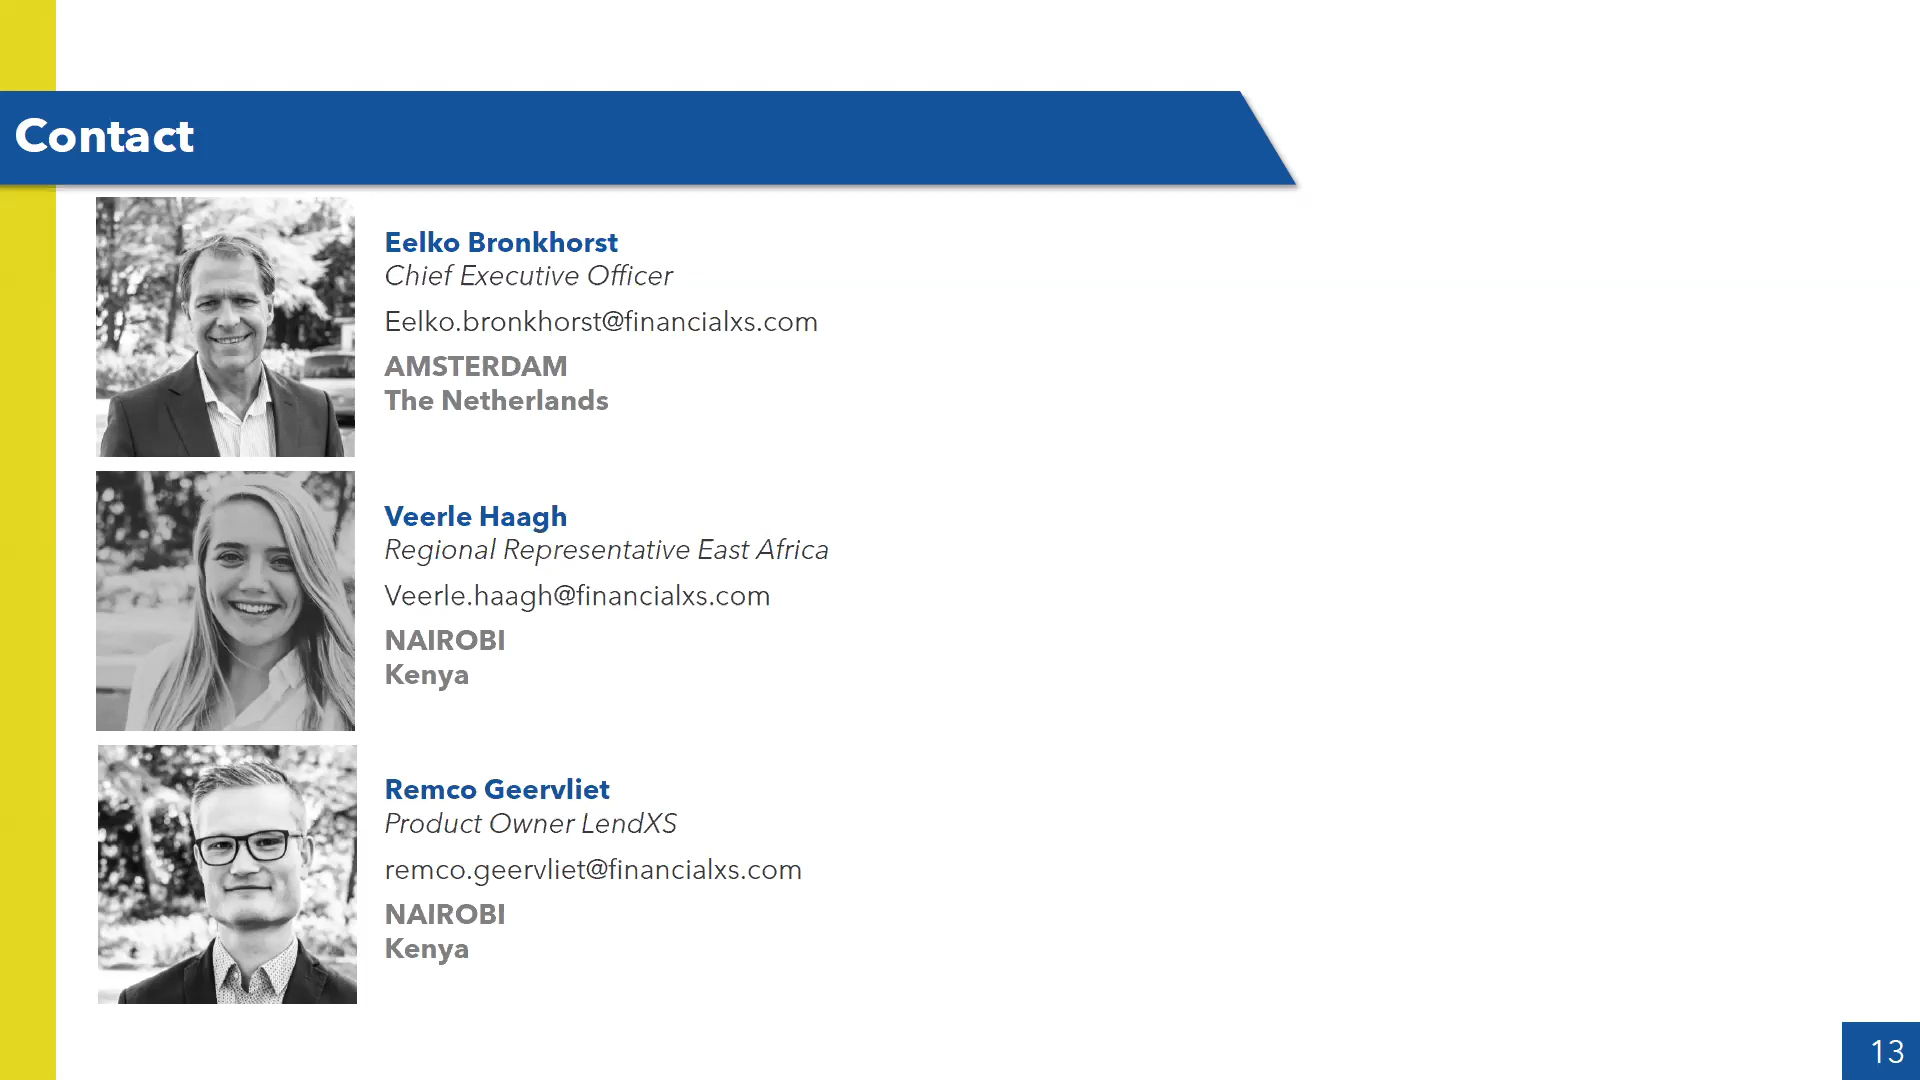 Contact
Eelko Bronkhorst
Chief Executive Officer
Eelko.bronkhorst@financialxs.com
AMSTERDAM
The Netherlands
Veerle Haagh
Regional Representative East Africa
Veerle.haagh@financialxs.com
NAIROBI
Kenya
Remco Geervliet
Product Owner LendXS
remco.geervliet@financialxs.com
NAIROBI
Kenya
13